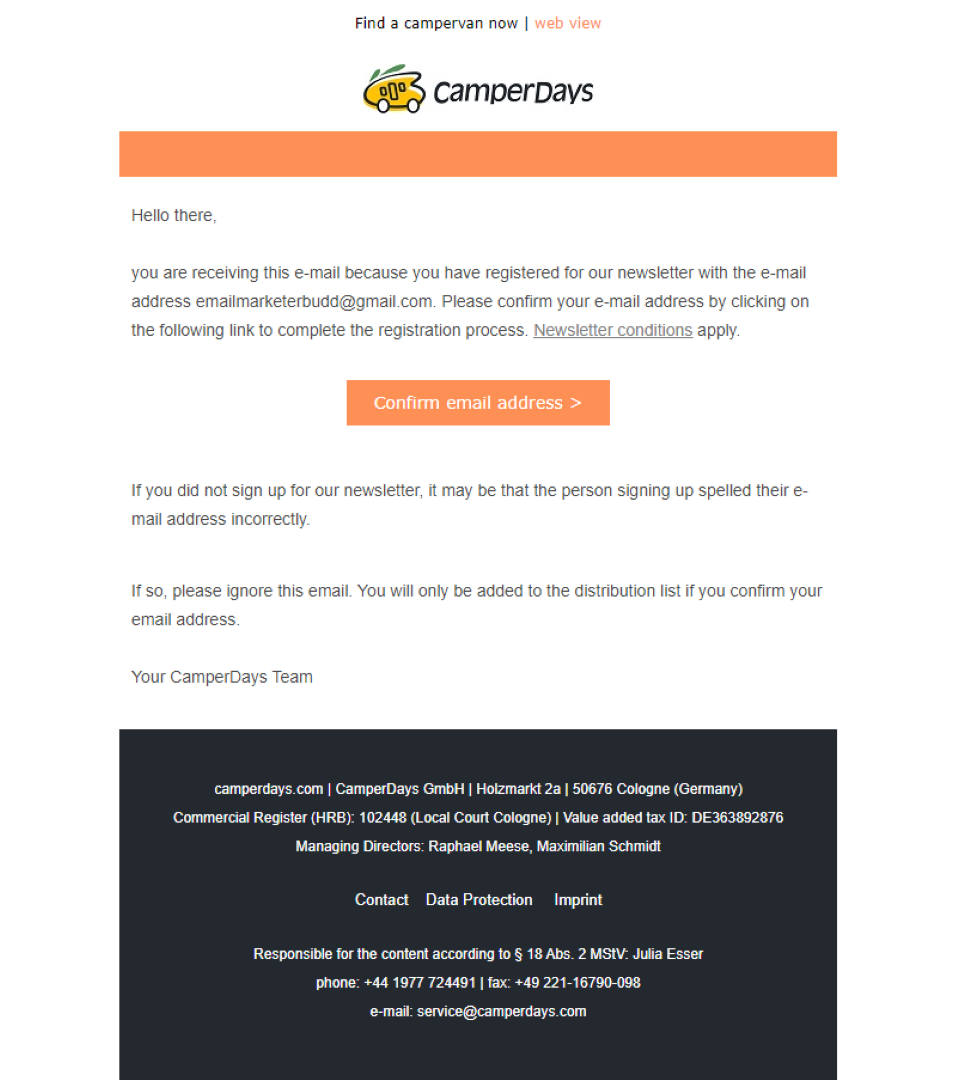 Find a campervan now | web view
CamperDays
Hello there,
you are receiving this e-mail because you have registered for our newsletter with the e-mail
address emailmarketerbudd@gmail.com. Please confirm your e-mail address by clicking on
the following link to complete the registration process. Newsletter conditions apply.
Confirm email address >
If you did not sign up for our newsletter, it may be that the person signing up spelled their e-
mail address incorrectly.
If so, please ignore this email. You will only be added to the distribution list if you confirm your
email address.
Your CamperDays Team
camperdays.com | CamperDays GmbH | Holzmarkt 2a | 50676 Cologne (Germany)
Commercial Register (HRB): 102448 (Local Court Cologne) | Value added tax ID: DE363892876
Managing Directors: Raphael Meese, Maximilian Schmidt
Contact Data Protection Imprint
Responsible for the content according to § 18 Abs. 2 MStV: Julia Esser
phone: +44 1977 724491 | fax: +49 221-16790-098
e-mail: service@camperdays.com